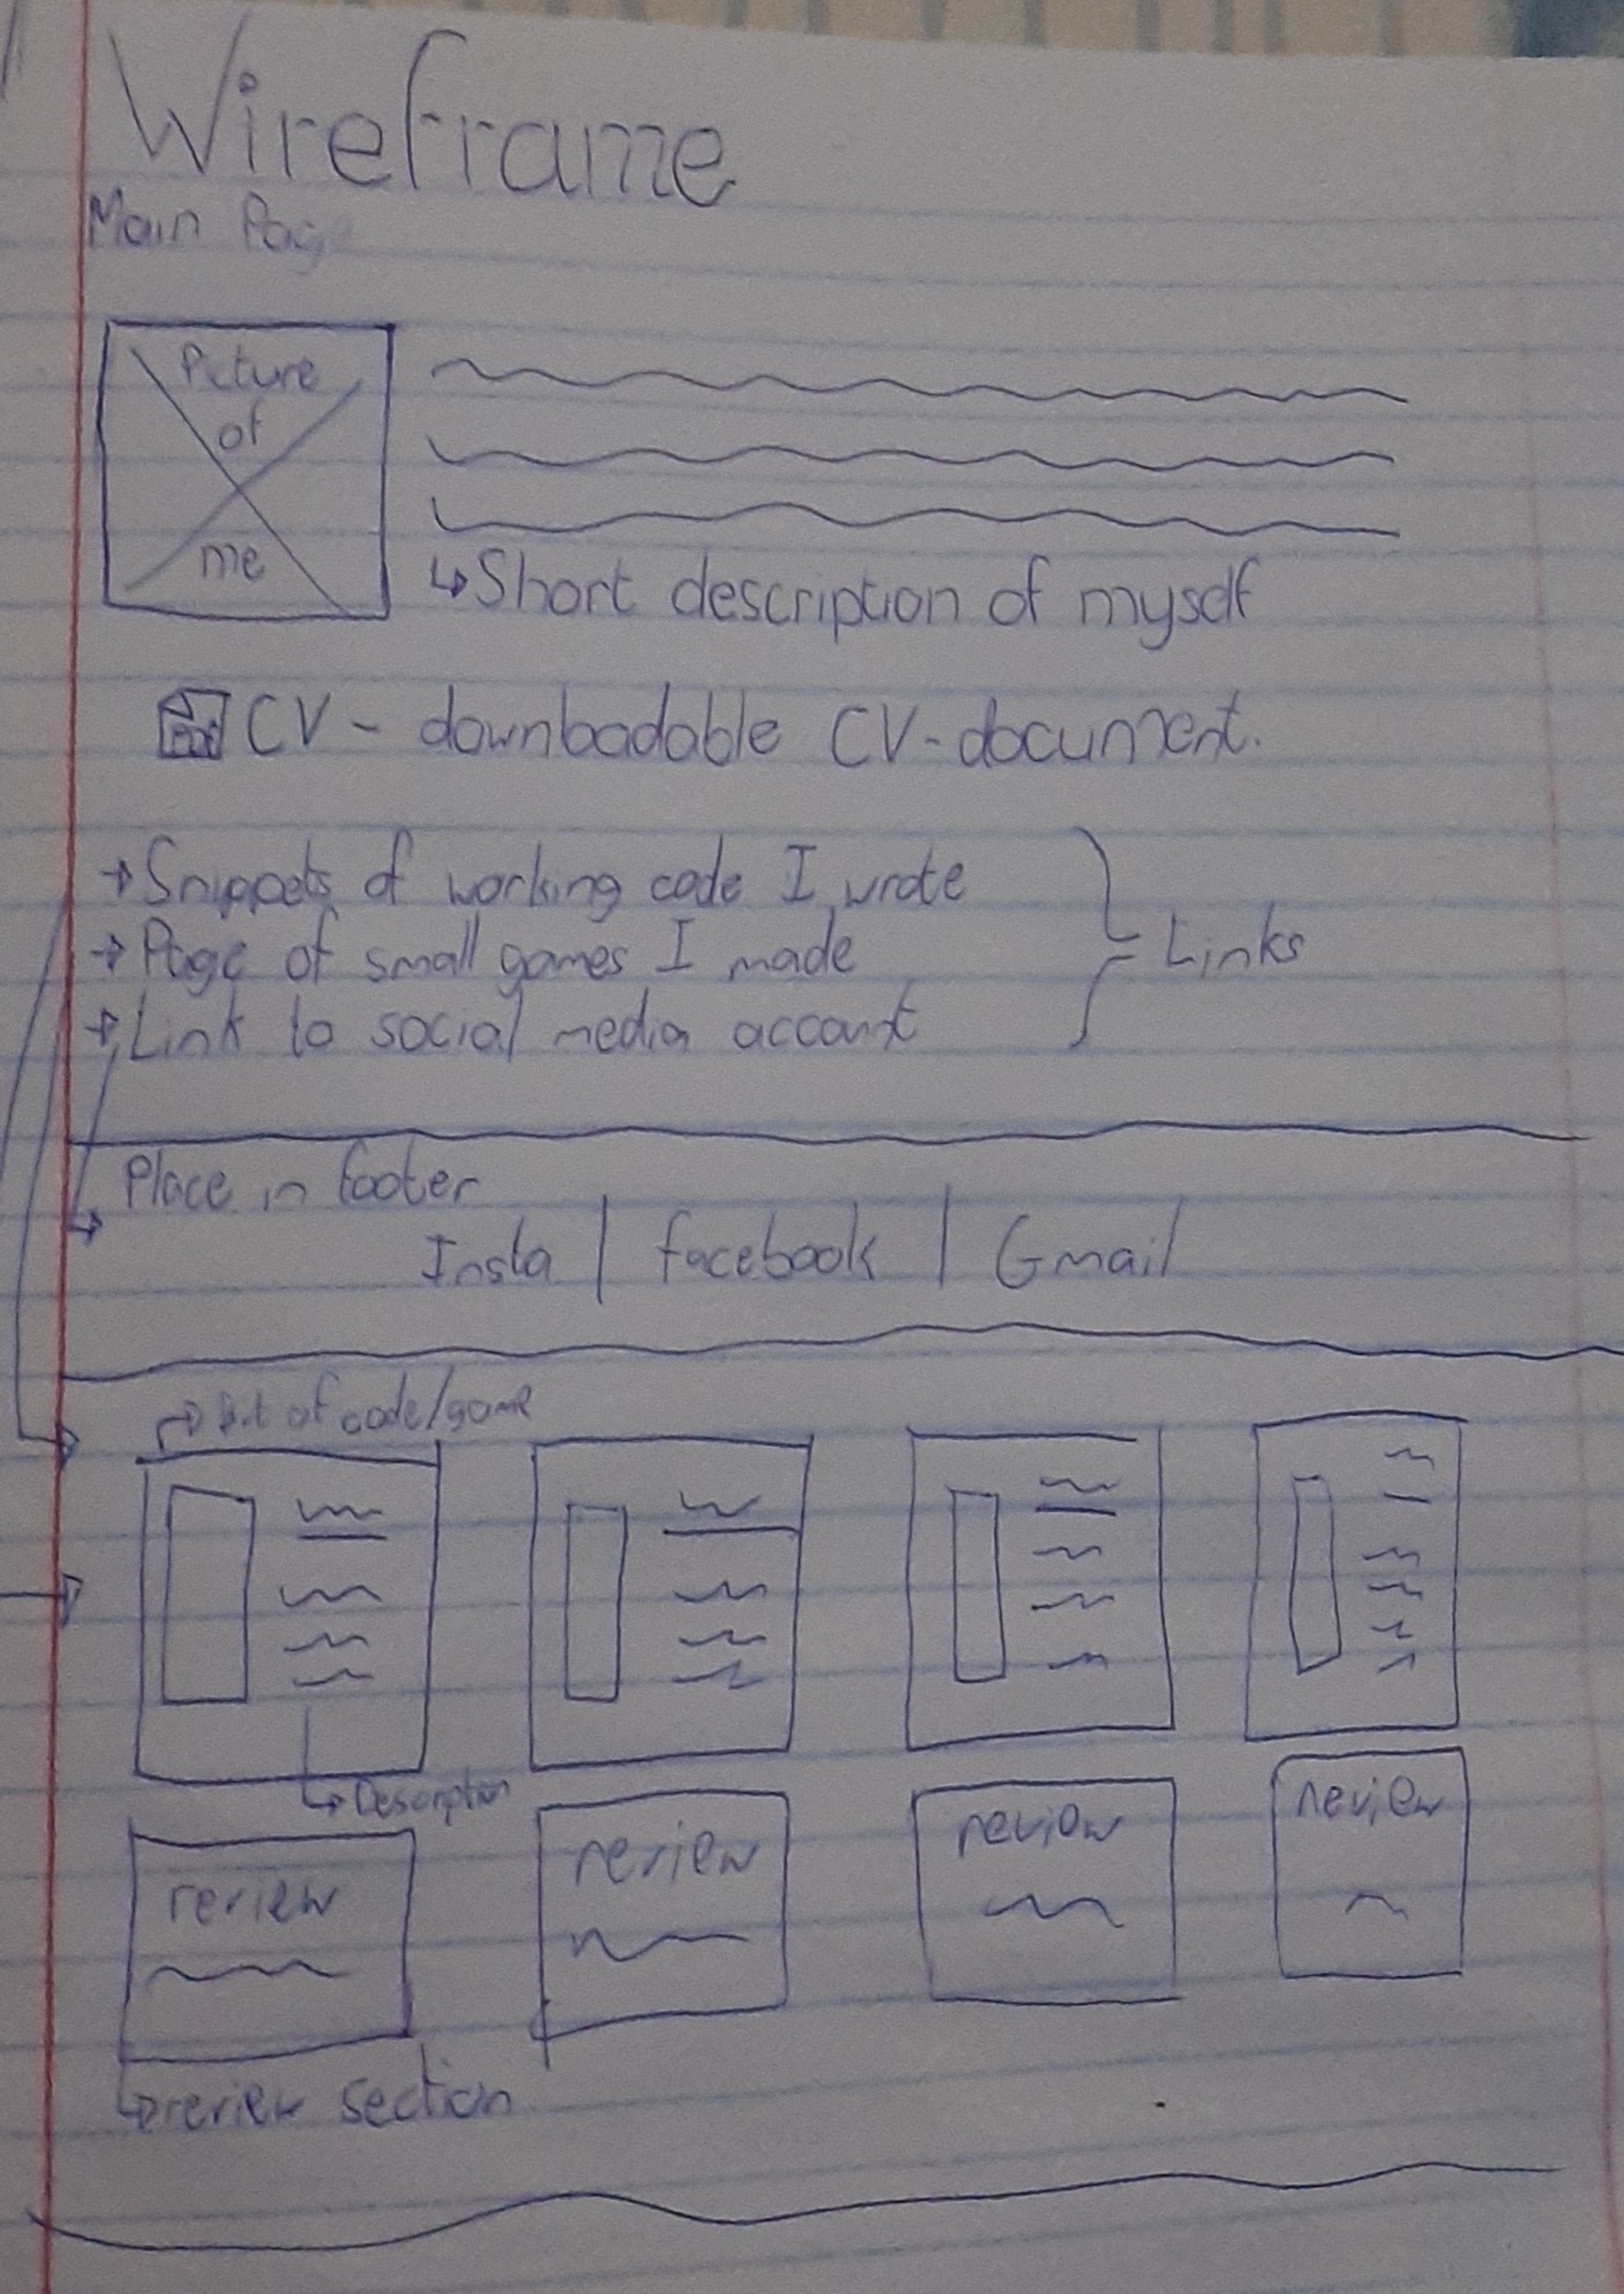 Wireframe
Main Page
Picture
of
me
Short description of myself
PDF CV - downloadable CV-document.
→ Snippets of working code I wrote
→ Page of small games I made
→ Link to social media account
Links
Place in footer
Insta | facebook | Gmail
→ bit of code/game
→ Description
review
review
review
review
→ review section